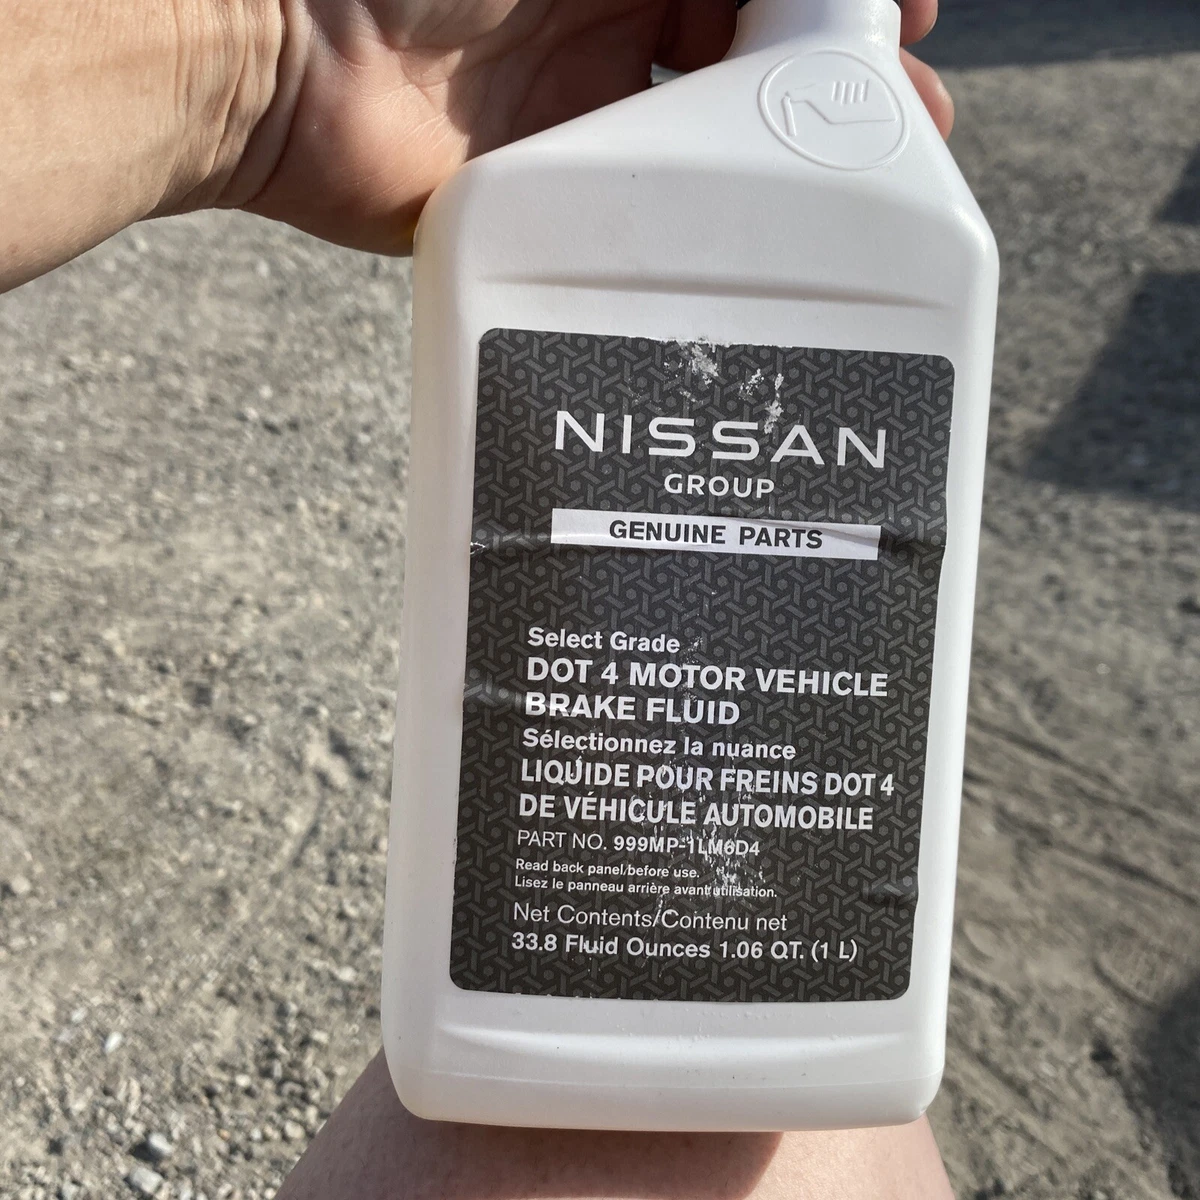 NISSAN
GROUP
GENUINE PARTS
Select Grade
DOT 4 MOTOR VEHICLE
BRAKE FLUID
Sélectionnez la nuance
LIQUIDE POUR FREINS DOT 4
DE VÉHICULE AUTOMOBILE
PART NO. 999MP-1LM6D4
Read back panel before use.
Lisez le panneau arrière avant utilisation.
Net Contents/Contenu net
33.8 Fluid Ounces 1.06 QT. (1 L)